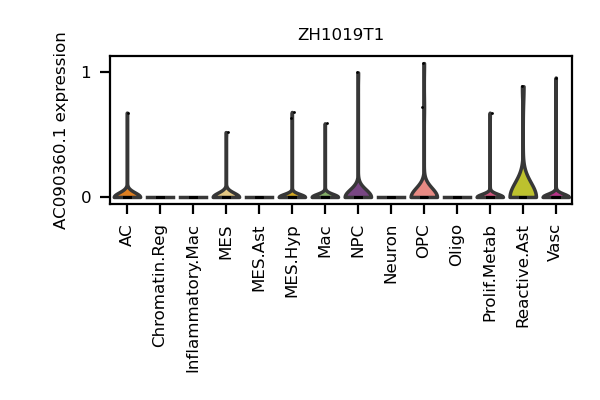 ZH1019T1
AC090360.1 expression
1
0
AC
Chromatin.Reg
Inflammatory.Mac
MES
MES.Ast
MES.Hyp
Mac
NPC
Neuron
OPC
Oligo
Prolif.Metab
Reactive.Ast
Vasc